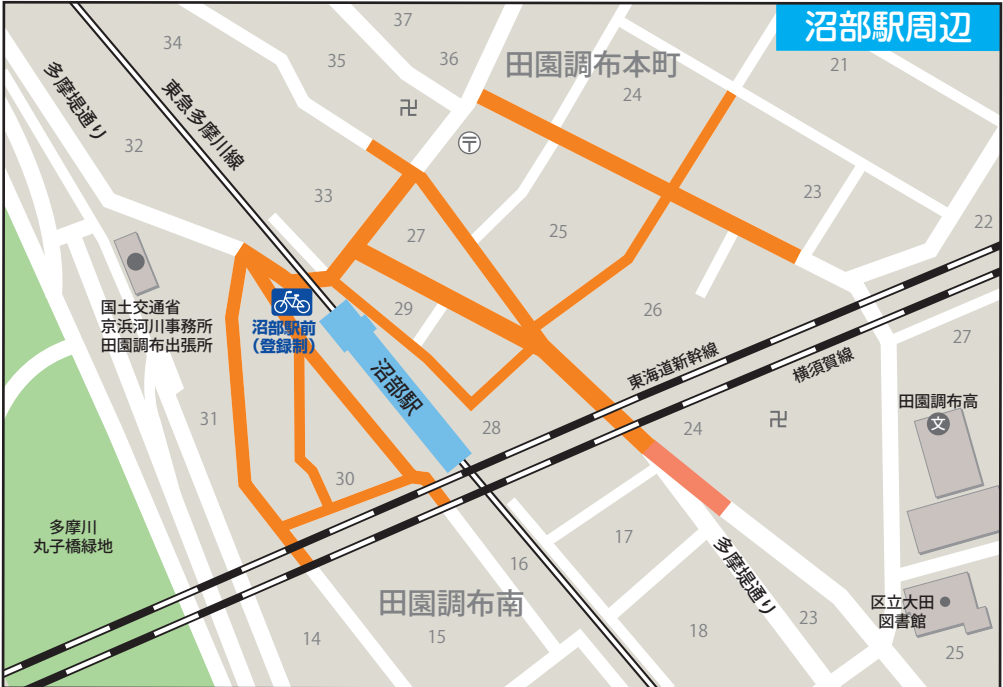 沼部駅周辺
37
34
35
36
田園調布本町
21
多摩堤通り
東急多摩川線
卍
24
〒
32
33
23
27
25
22
国土交通省
京浜河川事務所
田園調布出張所
沼部駅前
(登録制)
29
26
27
東海道新幹線
横須賀線
沼部駅
田園調布高
文
31
28
24
卍
30
多摩川
丸子橋緑地
17
16
多摩堤通り
田園調布南
区立大田
図書館
14
15
18
23
25